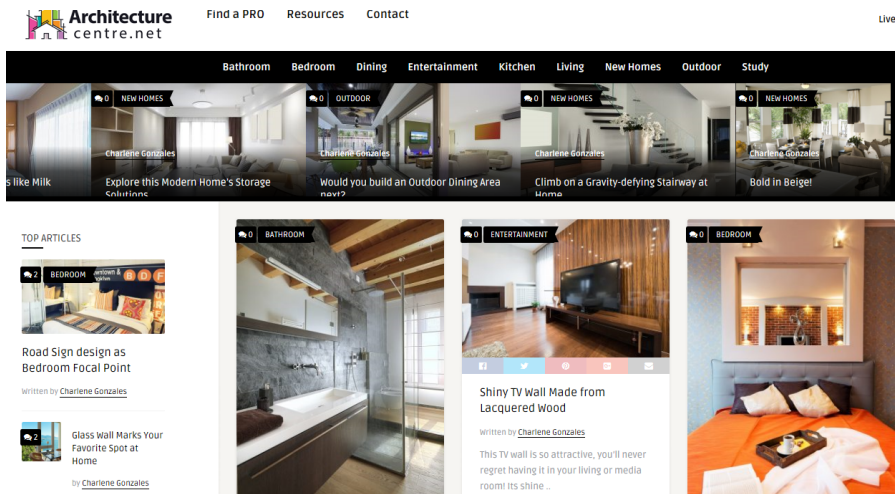 Architecture
centre.net
Find a PRO Resources Contact
Live
Bathroom Bedroom Dining Entertainment Kitchen Living New Homes Outdoor Study
s like Milk
0 NEW HOMES
Charlene Gonzales
Explore this Modern Home's Storage
Solutions
0 OUTDOOR
Charlene Gonzales
Would you build an Outdoor Dining Area
next?
0 NEW HOMES
Charlene Gonzales
Climb on a Gravity-defying Stairway at
Home
0 NEW HOMES
Charlene Gonzales
Bold in Beige!
TOP ARTICLES
2 BEDROOM
Road Sign design as
Bedroom Focal Point
Written by Charlene Gonzales
2
Glass Wall Marks Your
Favorite Spot at
Home
by Charlene Gonzales
0 BATHROOM
0 ENTERTAINMENT
Shiny TV Wall Made from
Lacquered Wood
Written by Charlene Gonzales
This TV wall is so attractive, you'll never
regret having it in your living or media
room! Its shine ..
0 BEDROOM